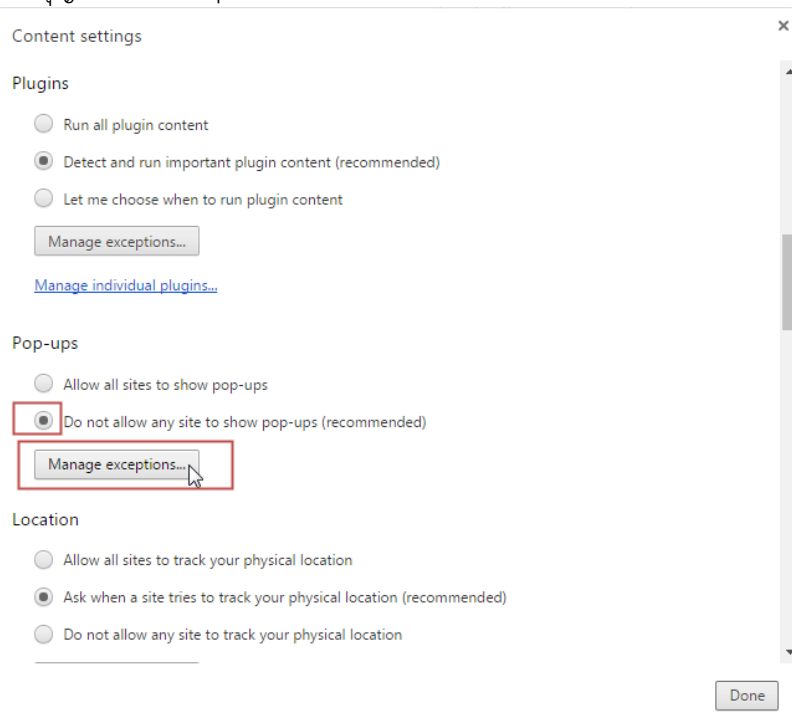 Content settings
Plugins
Run all plugin content
Detect and run important plugin content (recommended)
Let me choose when to run plugin content
Manage exceptions...
Manage individual plugins...
Pop-ups
Allow all sites to show pop-ups
Do not allow any site to show pop-ups (recommended)
Manage exceptions...
Location
Allow all sites to track your physical location
Ask when a site tries to track your physical location (recommended)
Do not allow any site to track your physical location
Done